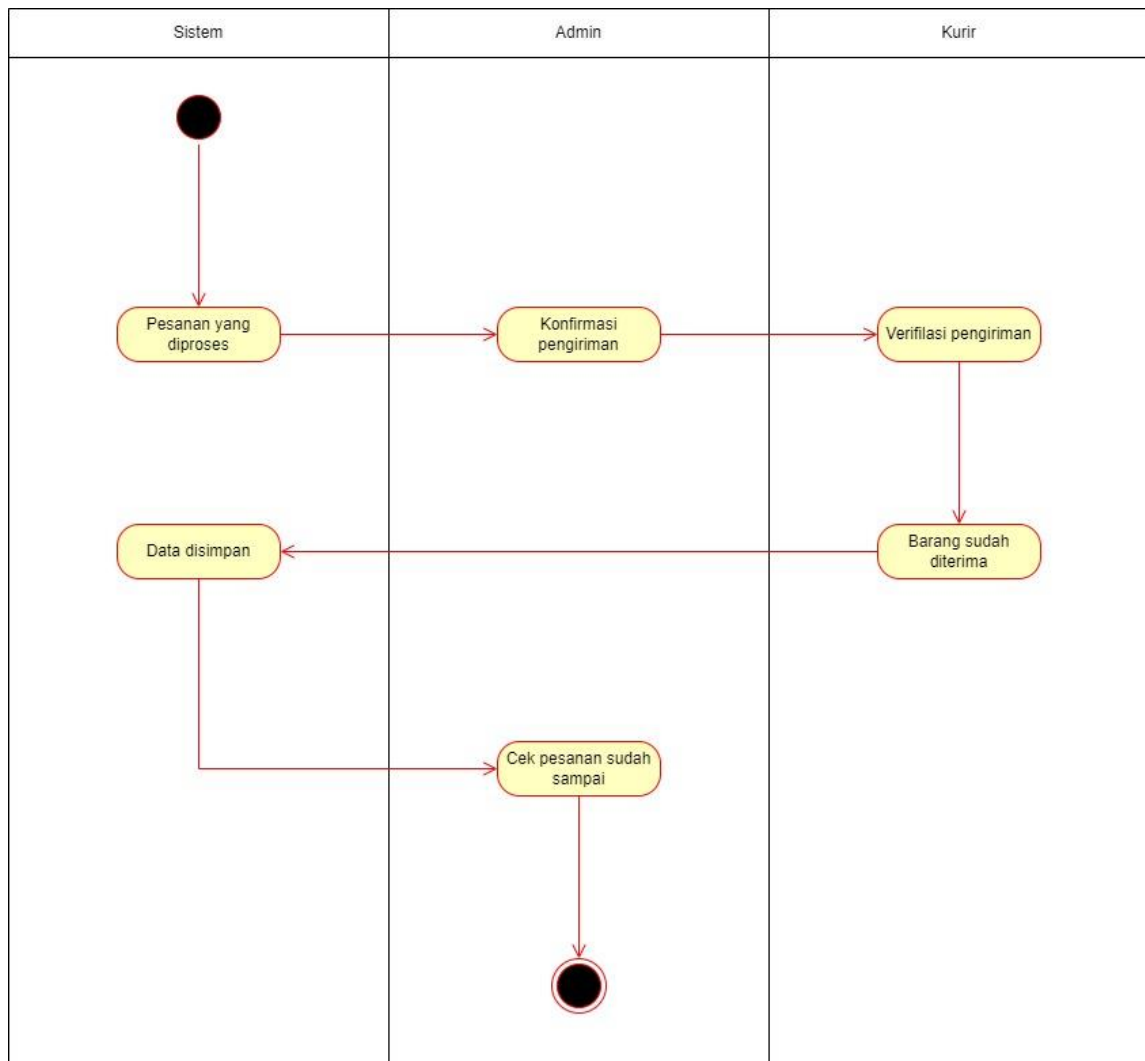 Sistem
Admin
Kurir
Pesanan yang
diproses
Konfirmasi
pengiriman
Verifilasi pengiriman
Data disimpan
Barang sudah
diterima
Cek pesanan sudah
sampai